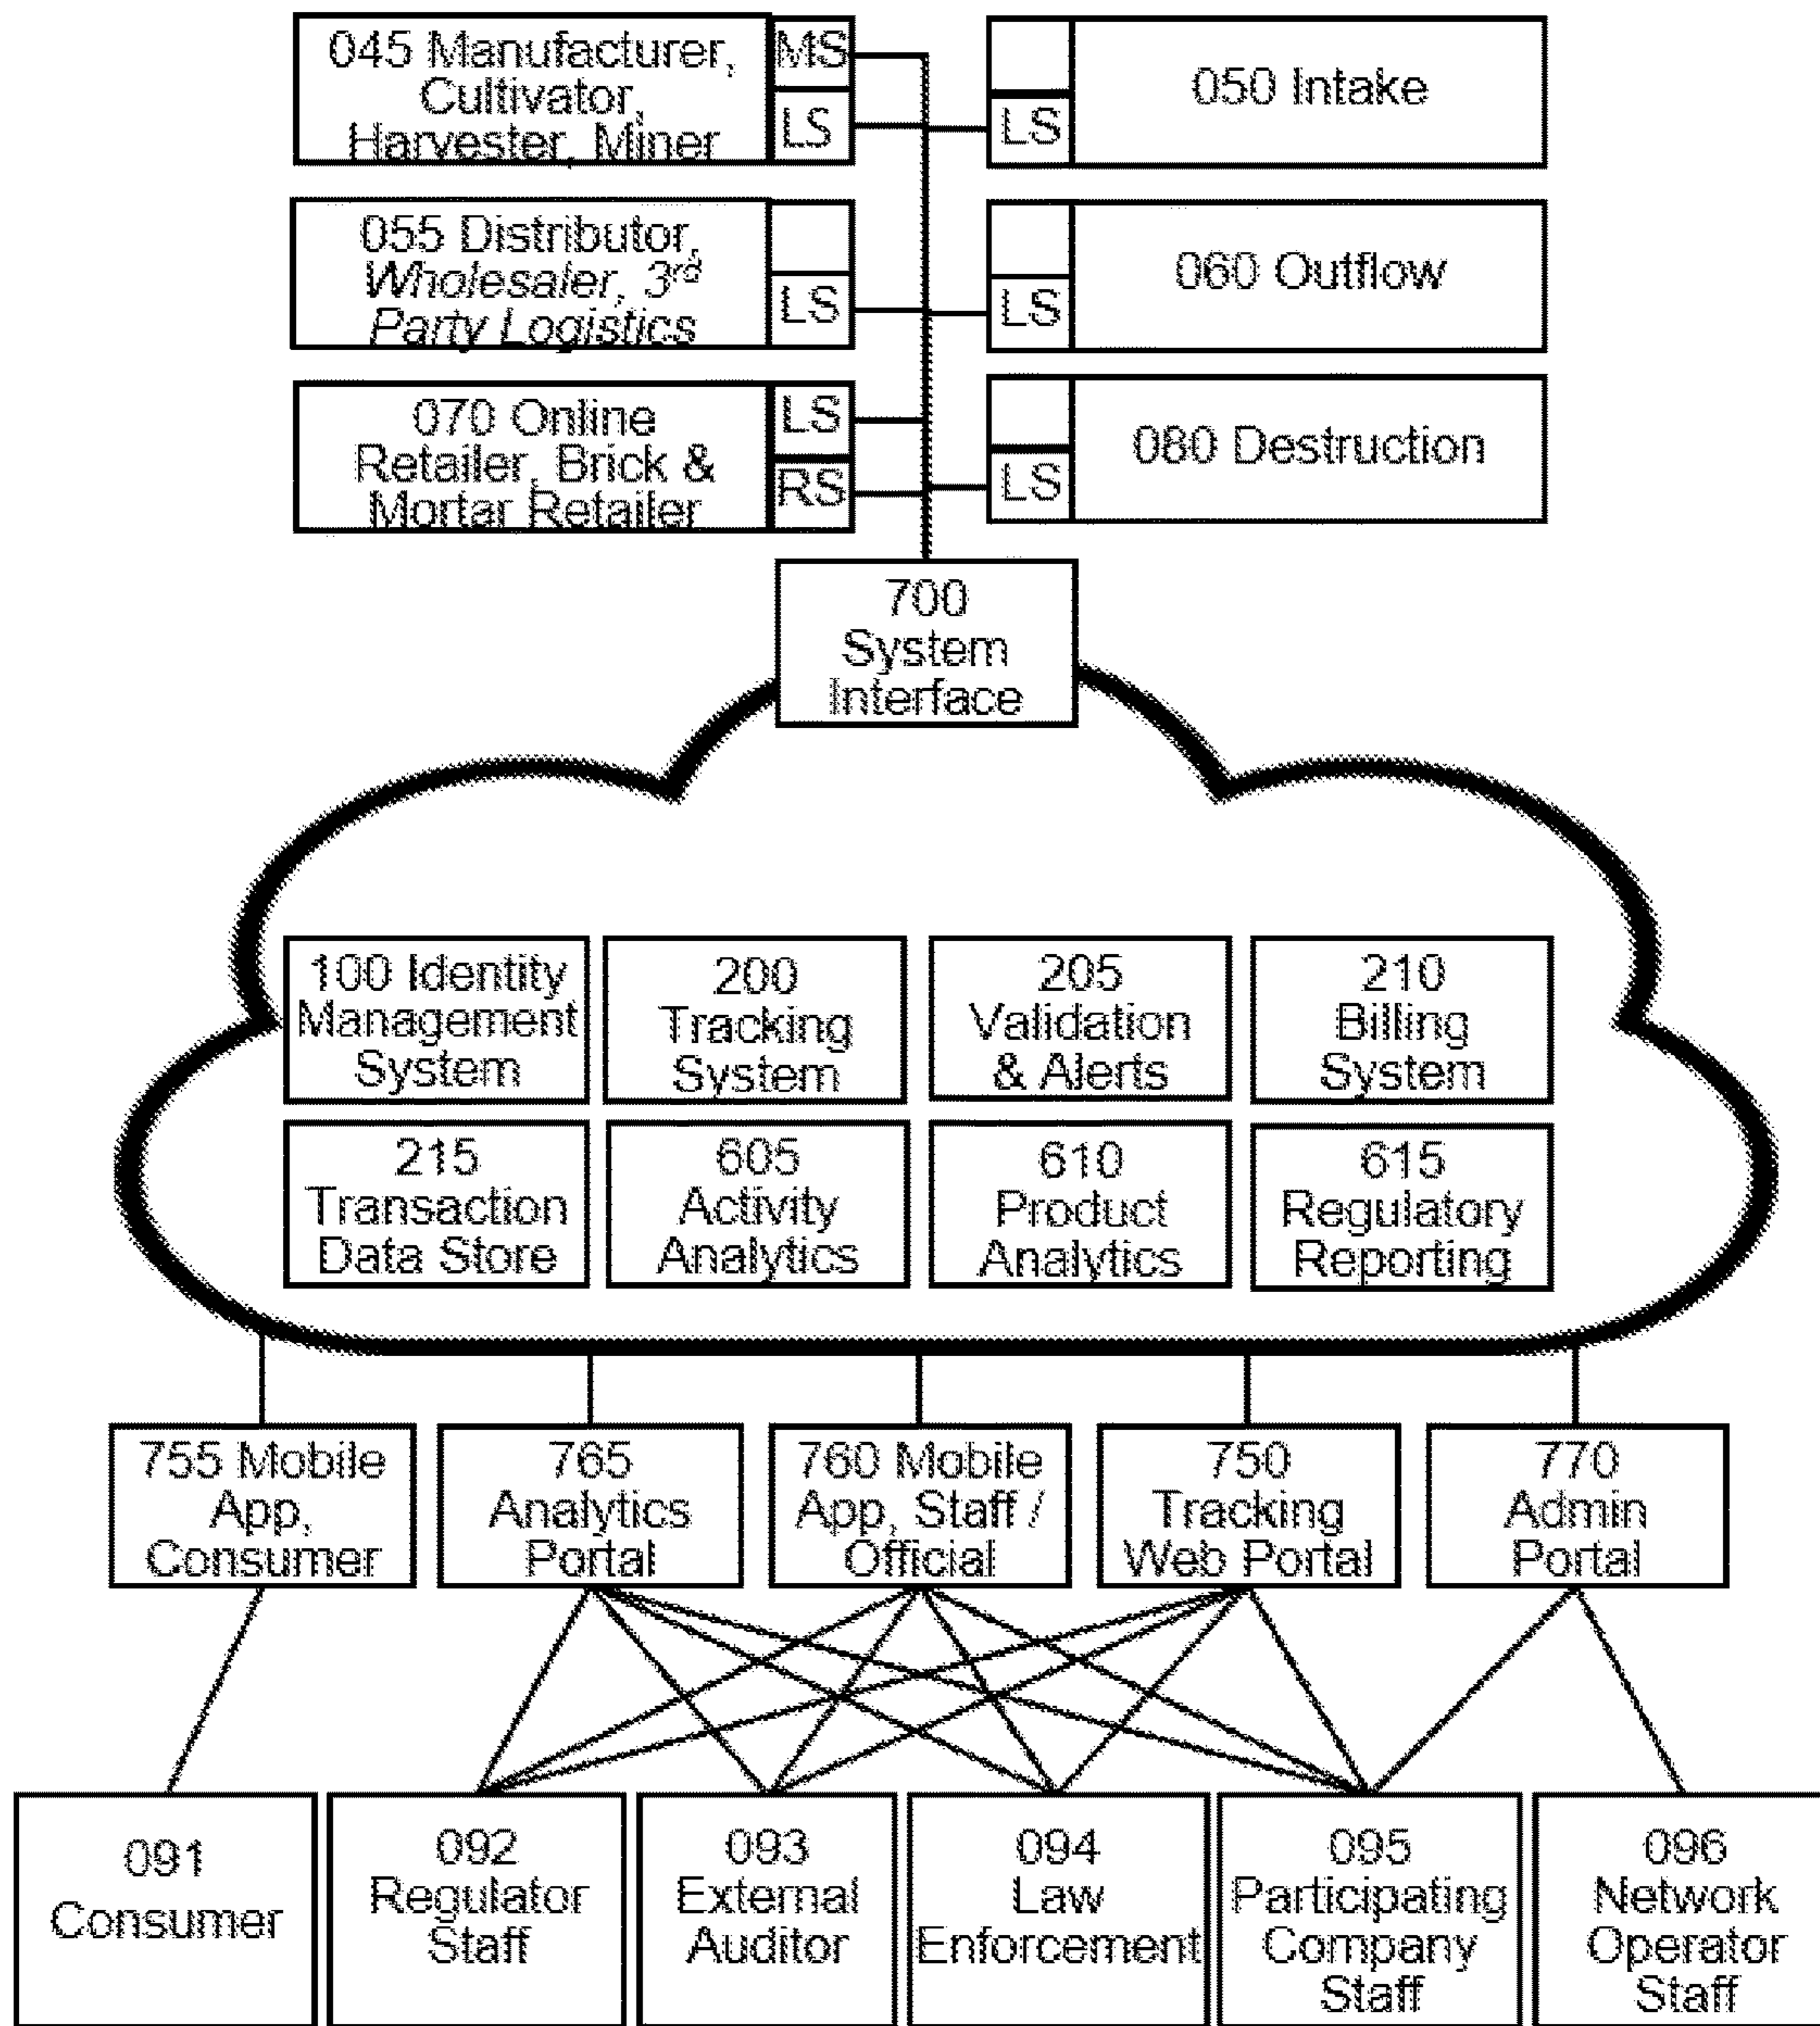 045 Manufacturer,
Cultivator,
Harvester, Miner
MS
LS
LS
050 Intake
055 Distributor,
Wholesaler, 3rd
Party Logistics
LS
LS
060 Outflow
070 Online
Retailer, Brick &
Mortar Retailer
LS
RS
LS
080 Destruction
700
System
Interface
100 Identity
Management
System
200
Tracking
System
205
Validation
& Alerts
210
Billing
System
215
Transaction
Data Store
605
Activity
Analytics
610
Product
Analytics
615
Regulatory
Reporting
755 Mobile
App,
Consumer
765
Analytics
Portal
760 Mobile
App, Staff /
Official
750
Tracking
Web Portal
770
Admin
Portal
091
Consumer
092
Regulator
Staff
093
External
Auditor
094
Law
Enforcement
095
Participating
Company
Staff
096
Network
Operator
Staff